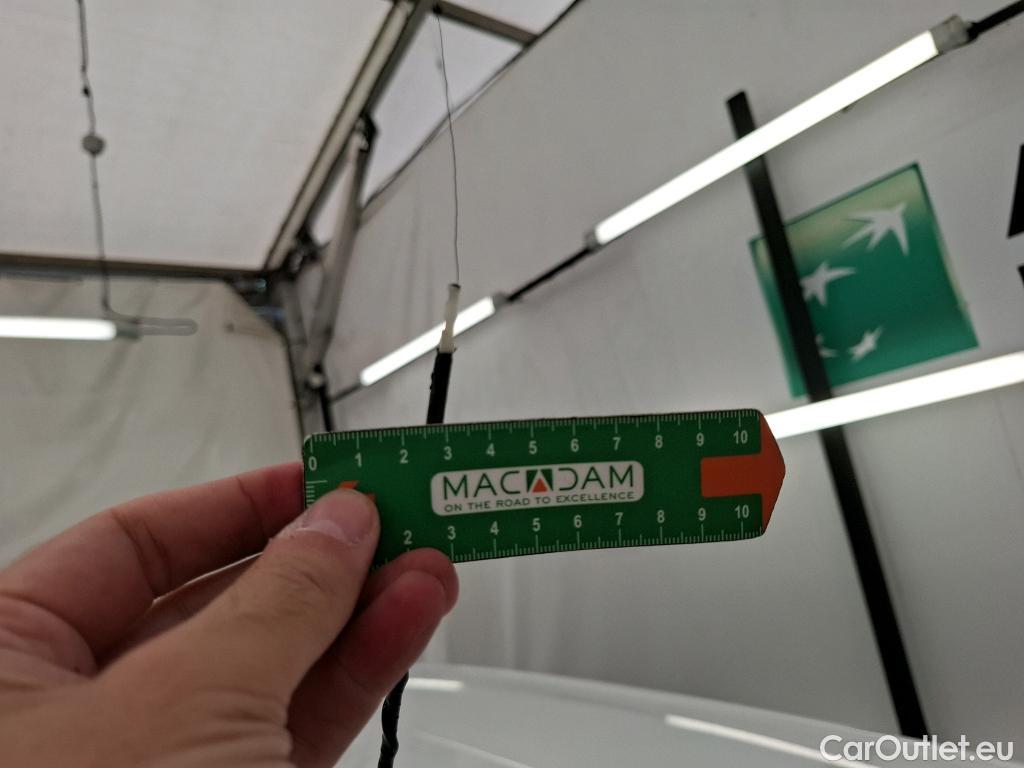 0 1 2 3 4 5 6 7 8 9 10
MACADAM
ON THE ROAD TO EXCELLENCE
2 3 4 5 6 7 8 9 10
CarOutlet.eu